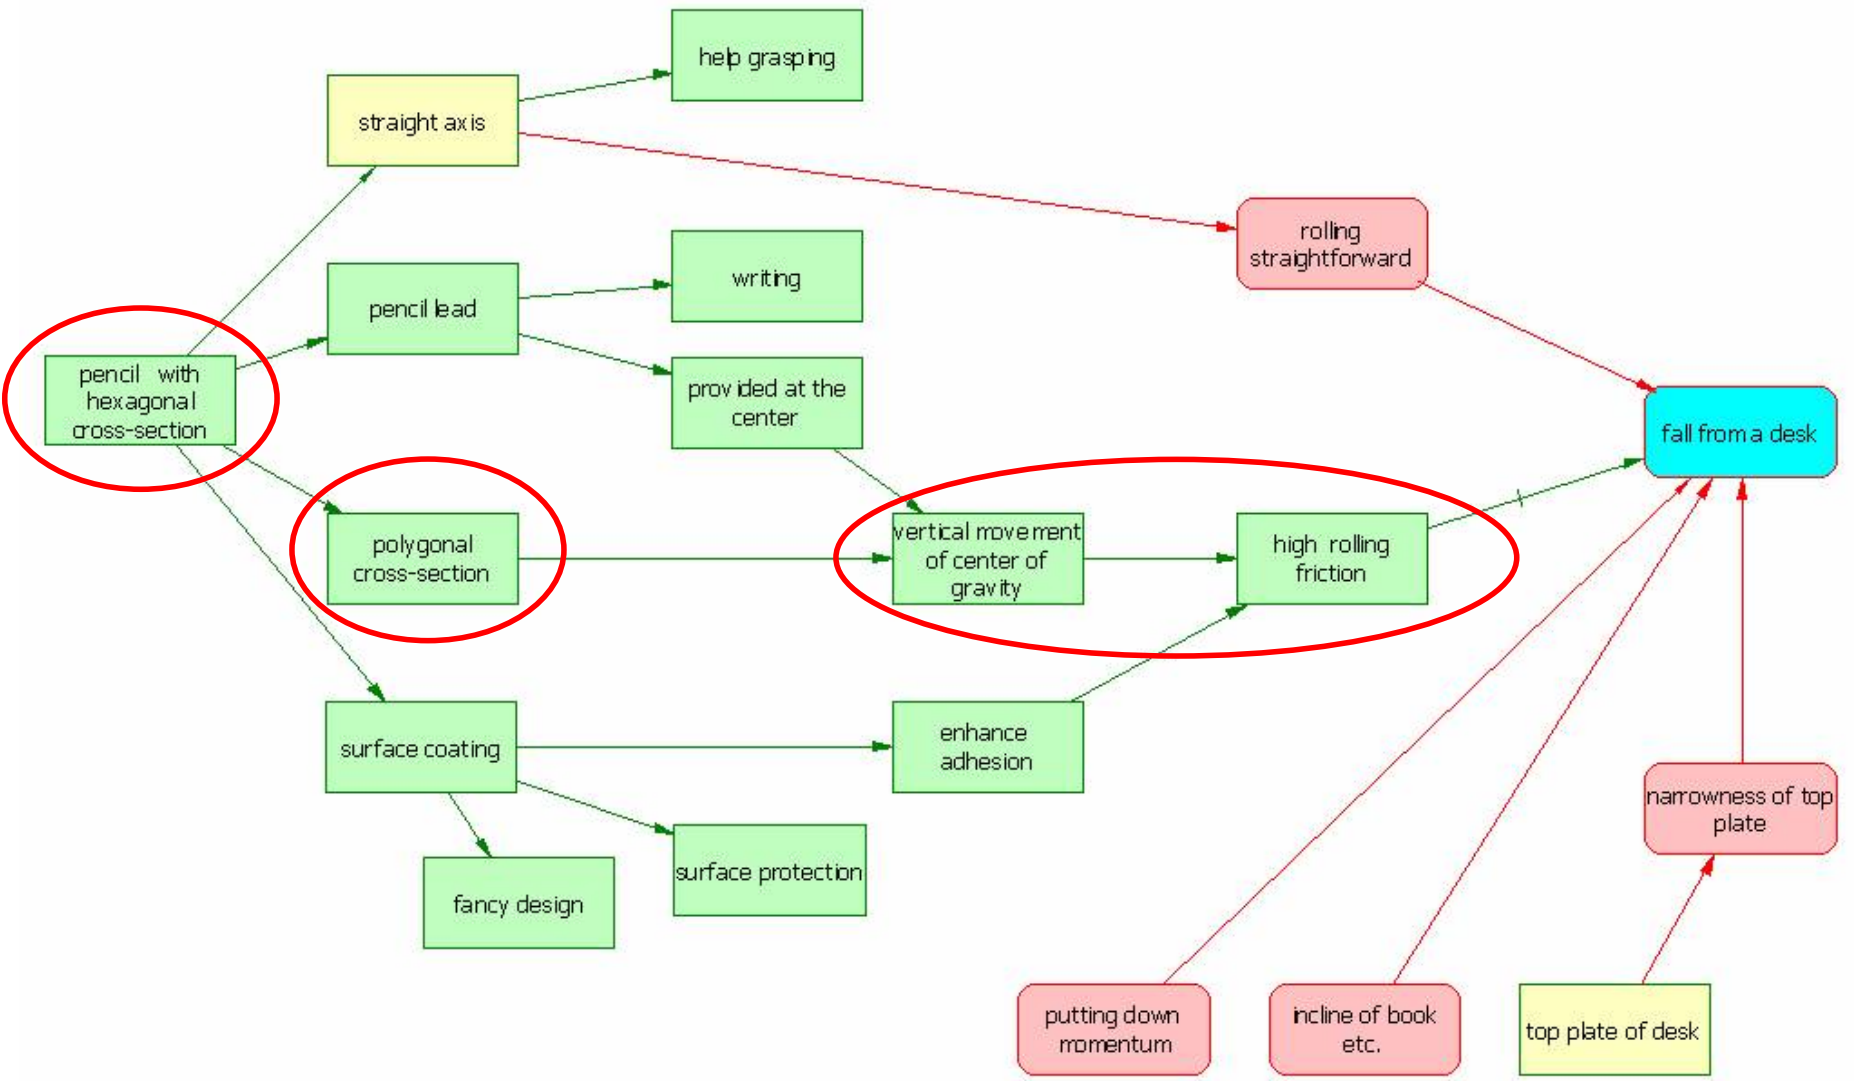 help grasping
straight axis
rolling
straightforward
writing
pencil lead
pencil with
hexagonal
cross-section
provided at the
center
fall from a desk
polygonal
cross-section
vertical movement
of center of
gravity
high rolling
friction
surface coating
enhance
adhesion
narrowness of top
plate
surface protection
fancy design
putting down
momentum
incline of book
etc.
top plate of desk